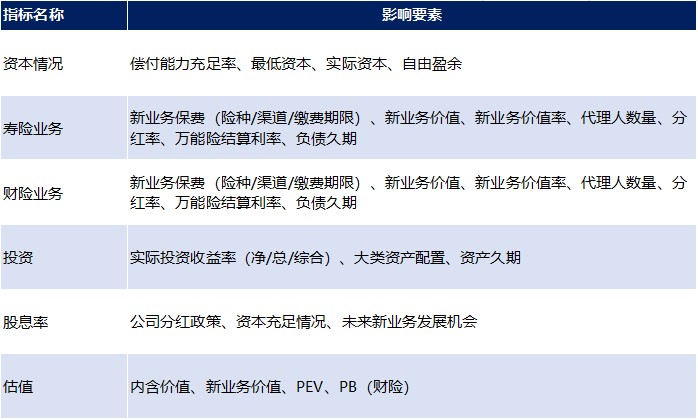 指标名称 影响要素
资本情况 偿付能力充足率、最低资本、实际资本、自由盈余
寿险业务 新业务保费（险种/渠道/缴费期限）、新业务价值、新业务价值率、代理人数量、分
红率、万能险结算利率、负债久期
财险业务 新业务保费（险种/渠道/缴费期限）、新业务价值、新业务价值率、代理人数量、分
红率、万能险结算利率、负债久期
投资 实际投资收益率（净/总/综合）、大类资产配置、资产久期
股息率 公司分红政策、资本充足情况、未来新业务发展机会
估值 内含价值、新业务价值、PEV、PB（财险）